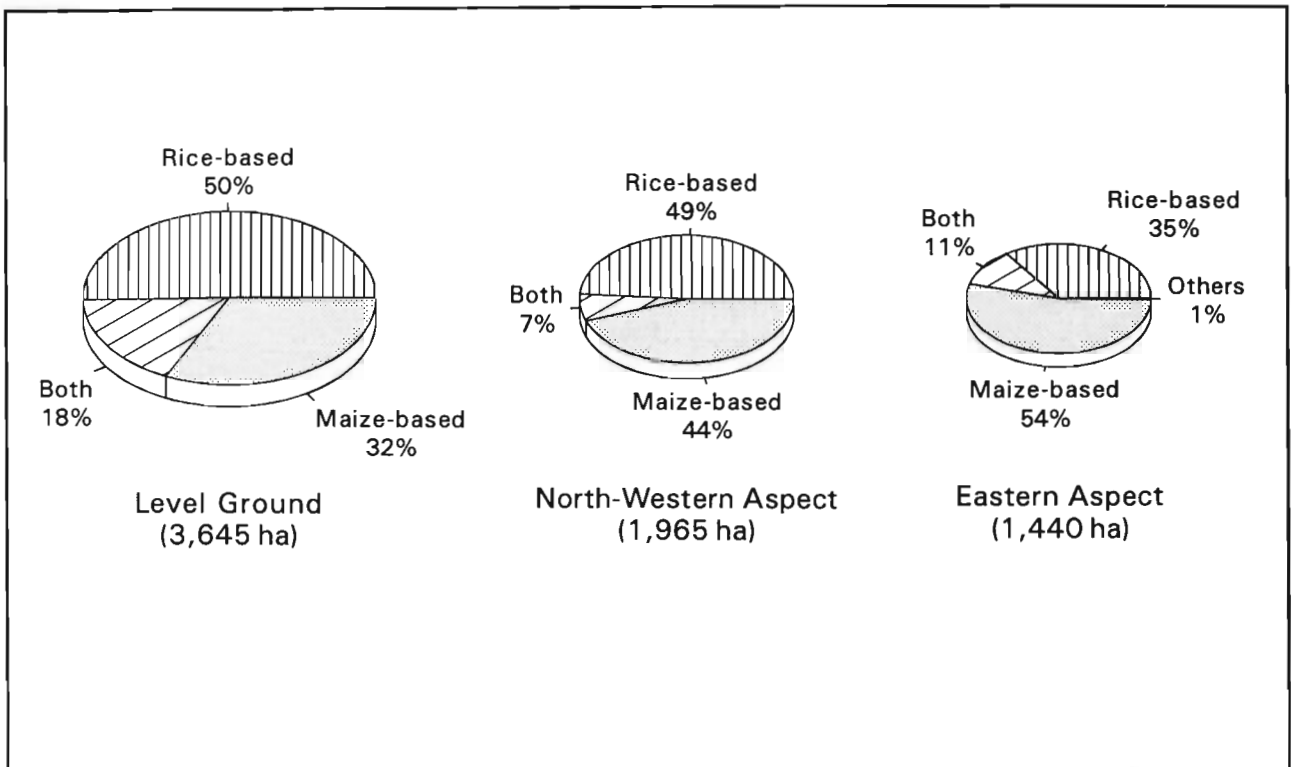 Rice-based
50%
Both
18%
Maize-based
32%
Level Ground
(3,645 ha)
Rice-based
49%
Both
7%
Maize-based
44%
North-Western Aspect
(1,965 ha)
Rice-based
35%
Both
11%
Others
1%
Maize-based
54%
Eastern Aspect
(1,440 ha)